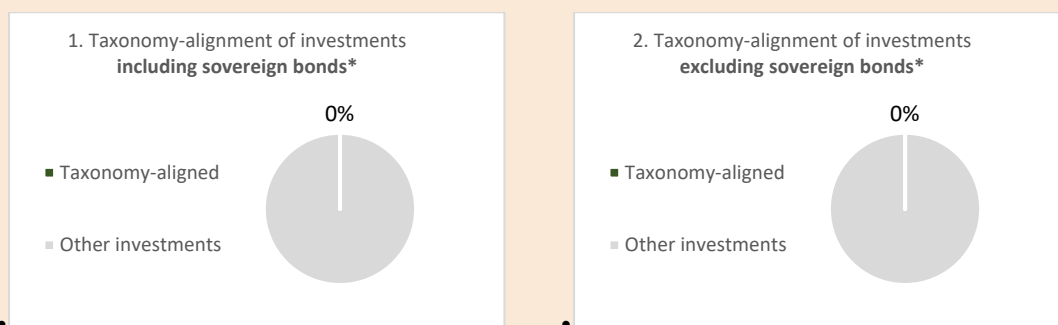 1. Taxonomy-alignment of investments
including sovereign bonds*
0%
Taxonomy-aligned
Other investments
2. Taxonomy-alignment of investments
excluding sovereign bonds*
0%
Taxonomy-aligned
Other investments